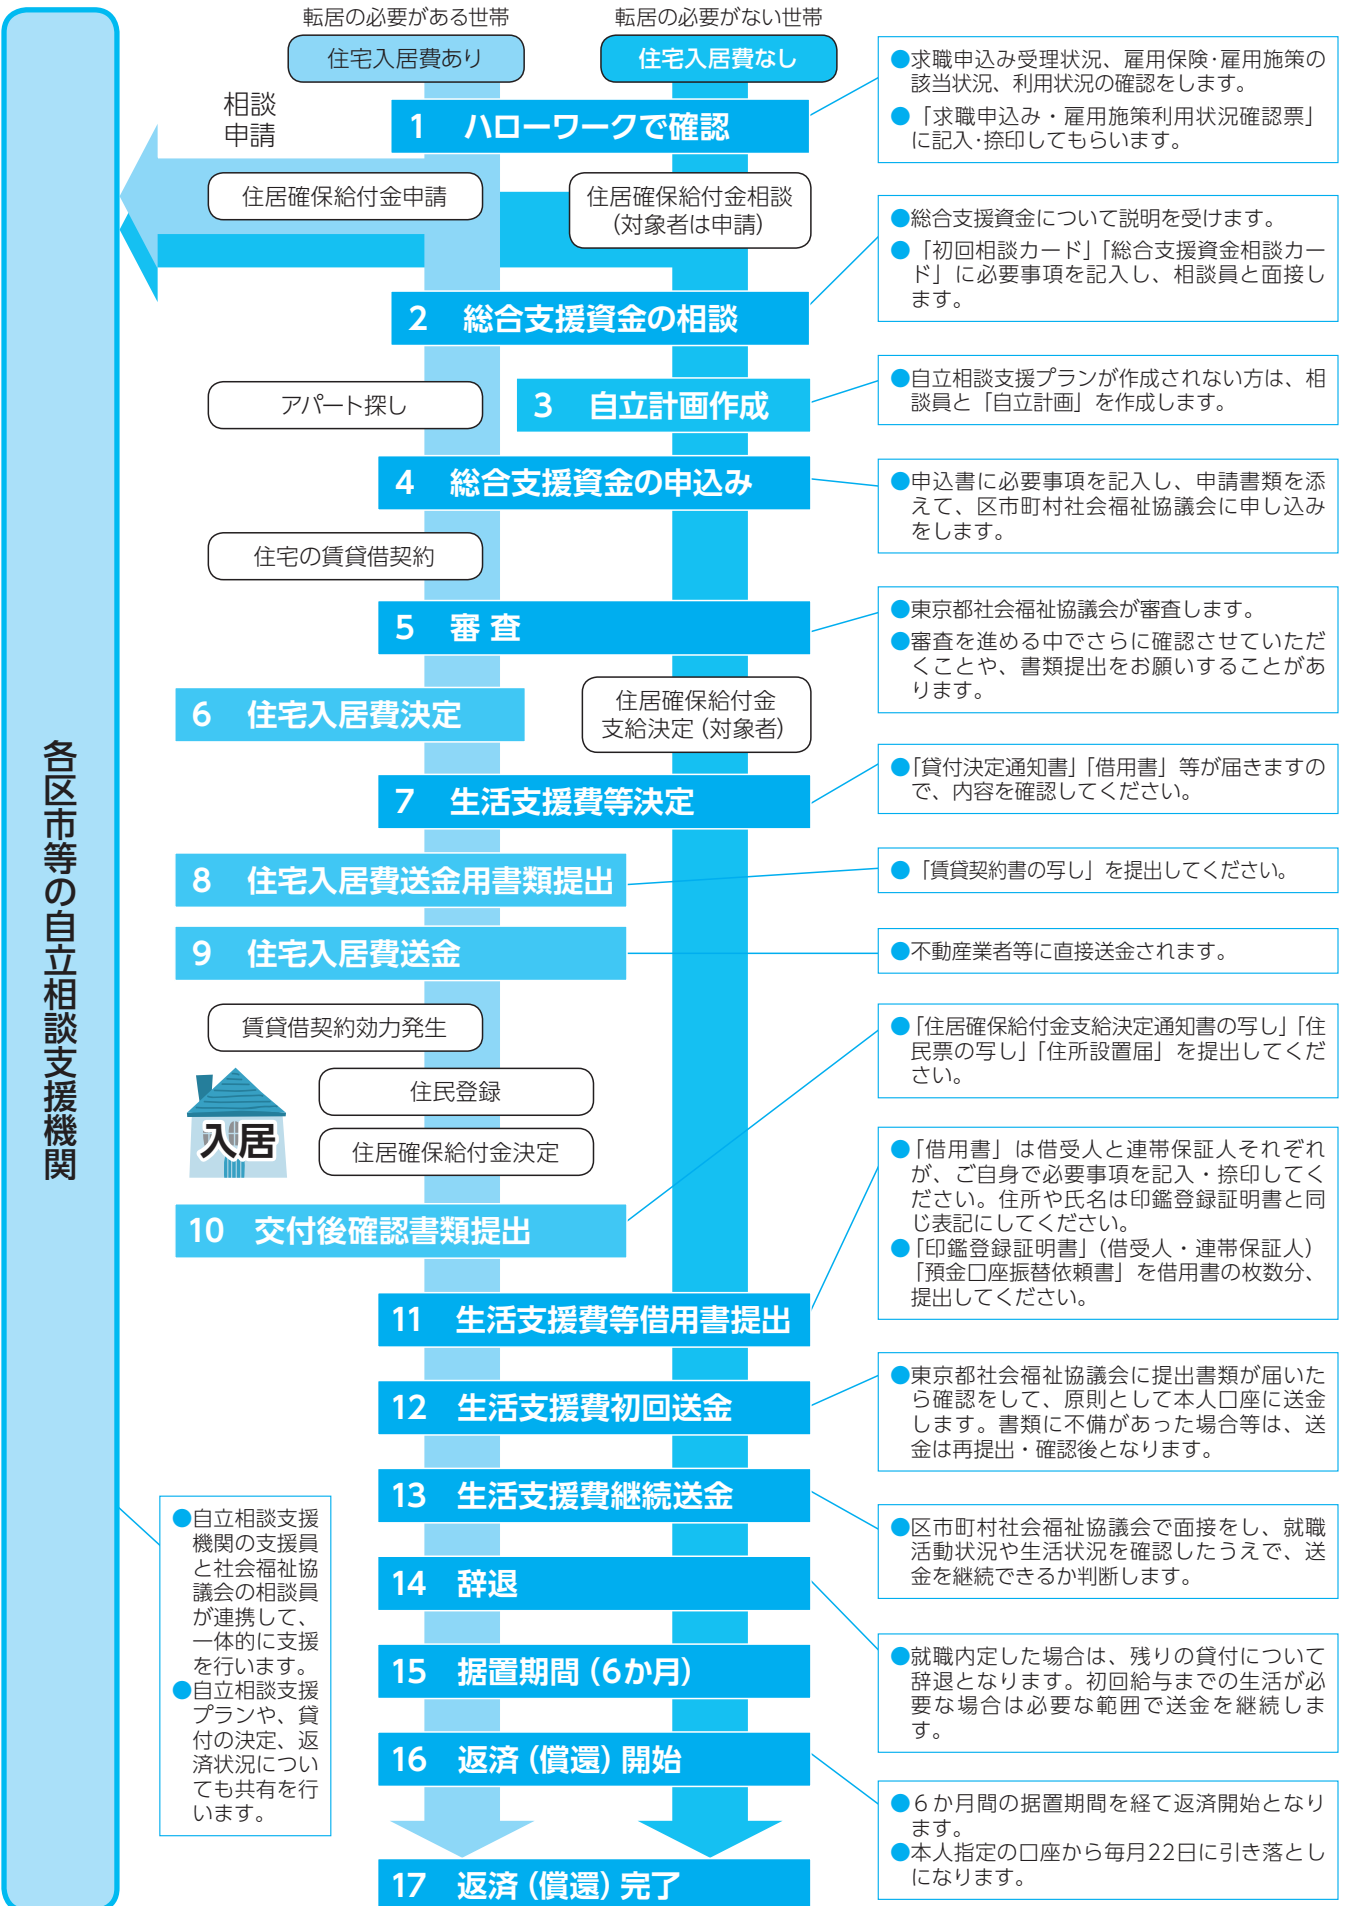 転居の必要がある世帯
転居の必要がない世帯
住宅入居費あり
住宅入居費なし
相談
申請
1 ハローワークで確認
●求職申込み受理状況、雇用保険・雇用施策の
該当状況、利用状況の確認をします。
●「求職申込み・雇用施策利用状況確認票」
に記入・捺印してもらいます。
住居確保給付金申請
住居確保給付金相談
(対象者は申請)
2 総合支援資金の相談
●総合支援資金について説明を受けます。
●「初回相談カード」「総合支援資金相談カー
ド」に必要事項を記入し、相談員と面接し
ます。
アパート探し
3 自立計画作成
●自立相談支援プランが作成されない方は、相
談員と「自立計画」を作成します。
4 総合支援資金の申込み
●申込書に必要事項を記入し、申請書類を添
えて、区市町村社会福祉協議会に申し込み
をします。
住宅の賃貸借契約
5 審 査
●東京都社会福祉協議会が審査します。
●審査を進める中でさらに確認させていただ
くことや、書類提出をお願いすることがあ
ります。
6 住宅入居費決定
住居確保給付金
支給決定(対象者)
7 生活支援費等決定
●「貸付決定通知書」「借用書」等が届きますの
で、内容を確認してください。
8 住宅入居費送金用書類提出
●「賃貸契約書の写し」を提出してください。
9 住宅入居費送金
●不動産業者等に直接送金されます。
賃貸借契約効力発生
入居
住民登録
住居確保給付金決定
10 交付後確認書類提出
●「住居確保給付金支給決定通知書の写し」「住
民票の写し」「住所設置届」を提出してくだ
さい。
11 生活支援費等借用書提出
●「借用書」は借受人と連帯保証人それぞれ
が、ご自身で必要事項を記入・捺印してく
ださい。住所や氏名は印鑑登録証明書と同
じ表記にしてください。
●「印鑑登録証明書」(借受人・連帯保証人)
「預金口座振替依頼書」を借用書の枚数分、
提出してください。
12 生活支援費初回送金
●東京都社会福祉協議会に提出書類が届いた
ら確認をして、原則として本人口座に送金
します。書類に不備があった場合等は、送
金は再提出・確認後となります。
13 生活支援費継続送金
●区市町村社会福祉協議会で面接をし、就職
活動状況や生活状況を確認したうえで、送
金を継続できるか判断します。
14 辞退
●就職内定した場合は、残りの貸付について
辞退となります。初回給与までの生活が必
要な場合は必要な範囲で送金を継続しま
す。
15 据置期間(6か月)
16 返済(償還)開始
●6か月間の据置期間を経て返済開始となり
ます。
●本人指定の口座から毎月22日に引き落とし
になります。
17 返済(償還)完了
各区市等の自立相談支援機関
●自立相談支援
機関の支援員
と社会福祉協
議会の相談員
が連携して、
一体的に支援
を行います。
●自立相談支援
プランや、貸
付の決定、返
済状況につい
ても共有を行
います。